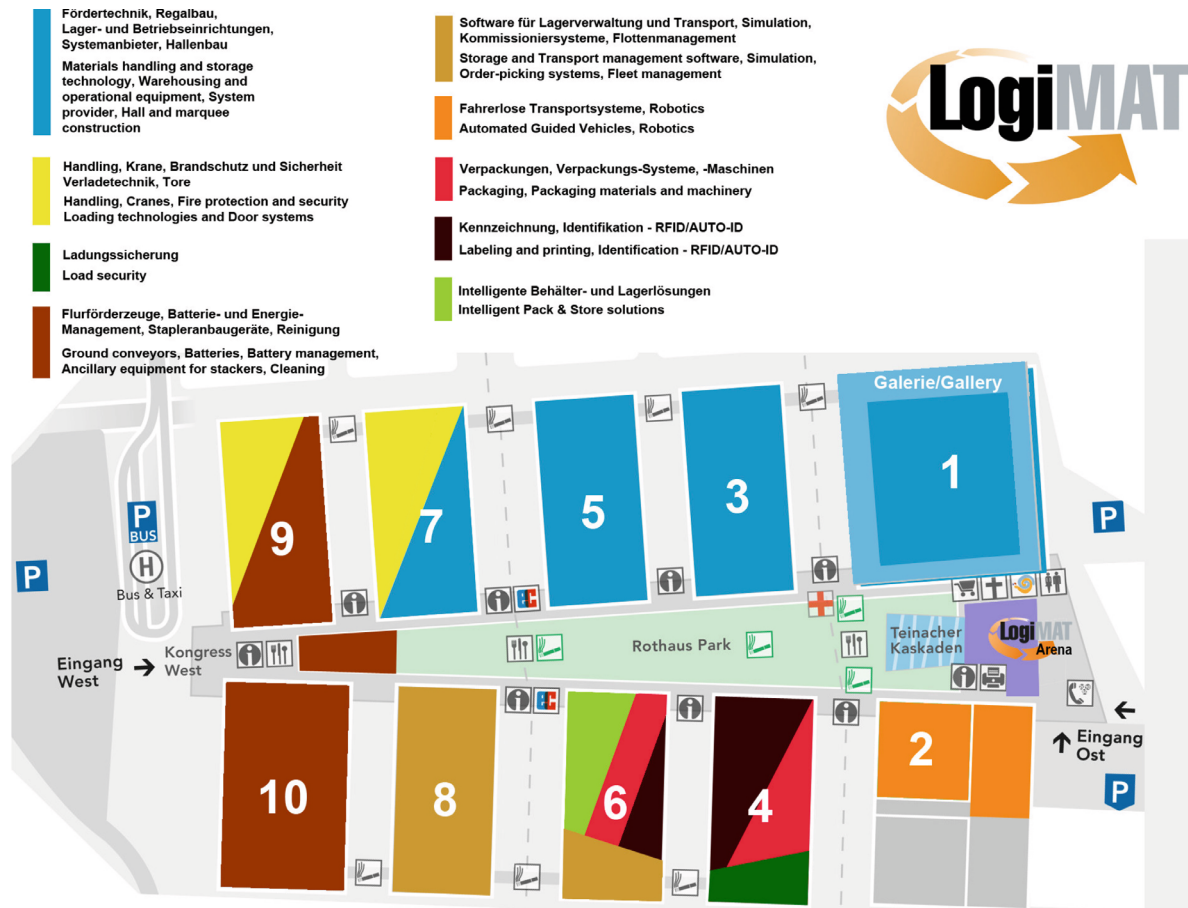 Fördertechnik, Regalbau,
Lager- und Betriebseinrichtungen,
Systemanbieter, Hallenbau
Materials handling and storage
technology, Warehousing and
operational equipment, System
provider, Hall and marquee
construction
Handling, Krane, Brandschutz und Sicherheit
Verladetechnik, Tore
Handling, Cranes, Fire protection and security
Loading technologies and Door systems
Ladungssicherung
Load security
Flurförderzeuge, Batterie- und Energie-
Management, Stapleranbaugeräte, Reinigung
Ground conveyors, Batteries, Battery management,
Ancillary equipment for stackers, Cleaning
Software für Lagerverwaltung und Transport, Simulation,
Kommissioniersysteme, Flottenmanagement
Storage and Transport management software, Simulation,
Order-picking systems, Fleet management
Fahrerlose Transportsysteme, Robotics
Automated Guided Vehicles, Robotics
Verpackungen, Verpackungs-Systeme, -Maschinen
Packaging, Packaging materials and machinery
Kennzeichnung, Identifikation - RFID/AUTO-ID
Labeling and printing, Identification - RFID/AUTO-ID
Intelligente Behälter- und Lagerlösungen
Intelligent Pack & Store solutions
LogiMAT
Galerie/Gallery
1
3
5
7
9
P
BUS
H
Bus & Taxi
P
P
Eingang
West
Kongress
West
Rothaus Park
Teinacher
Kaskaden
LogiMAT
Arena
Eingang
Ost
P
10
8
6
4
2